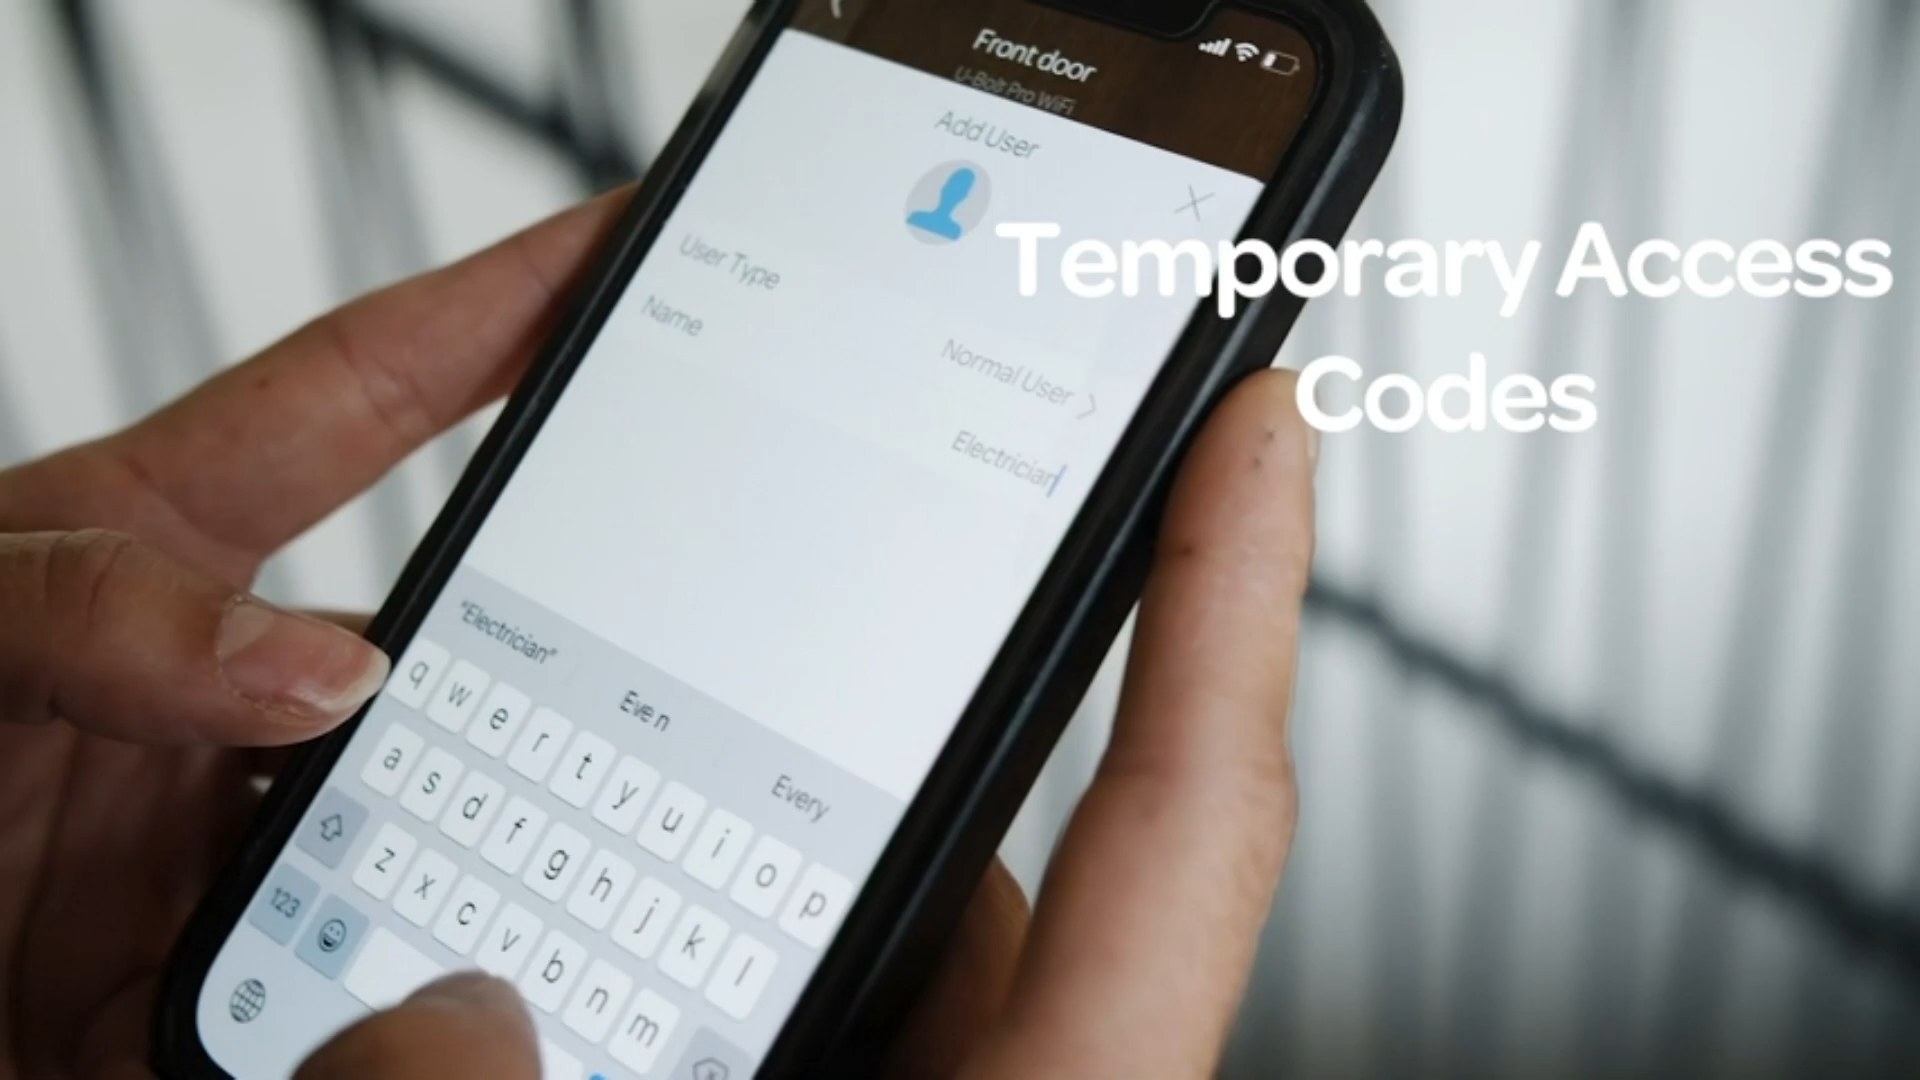 Front door
U-Bolt Pro WiFi
Add User
Temporary Access
Codes
User Type
Normal User
Name
Electrician
"Electrician"
Even
Every
q w e r t y u i o p
a s d f g h j k l
z x c v b n m
123